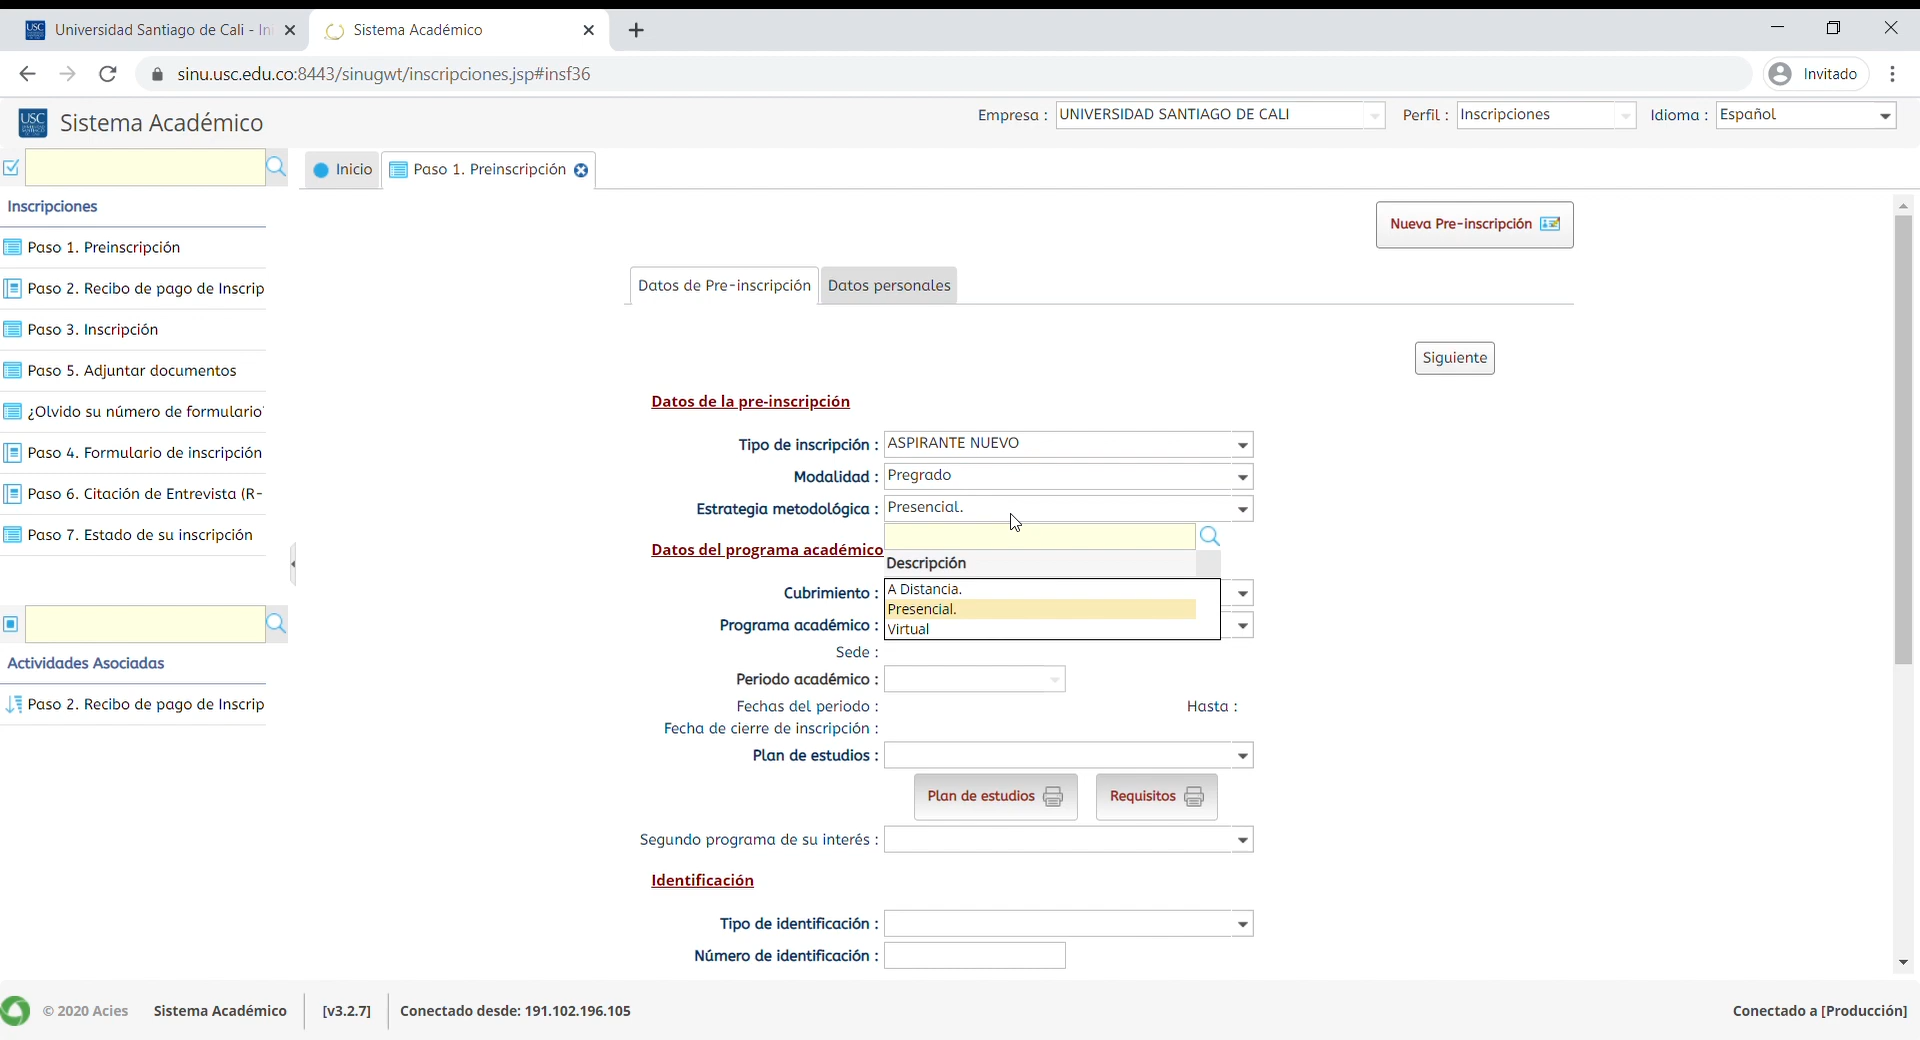 Universidad Santiago de Cali - In
Sistema Académico
sinu.usc.edu.co:8443/sinugwt/inscripciones.jsp#insf36
Invitado
USC
Sistema Académico
Empresa : UNIVERSIDAD SANTIAGO DE CALI Perfil : Inscripciones Idioma : Español
Inicio
Paso 1. Preinscripción
Inscripciones
Paso 1. Preinscripción
Paso 2. Recibo de pago de Inscrip
Paso 3. Inscripción
Paso 5. Adjuntar documentos
¿Olvido su número de formulario
Paso 4. Formulario de inscripción
Paso 6. Citación de Entrevista (R-
Paso 7. Estado de su inscripción
Actividades Asociadas
Paso 2. Recibo de pago de Inscrip
Nueva Pre-inscripción
Datos de Pre-inscripción
Datos personales
Siguiente
Datos de la pre-inscripción
Tipo de inscripción : ASPIRANTE NUEVO
Modalidad : Pregrado
Estrategia metodológica : Presencial.
Datos del programa académico
Descripción
A Distancia.
Presencial.
Virtual
Cubrimiento :
Programa académico :
Sede :
Periodo académico :
Fechas del periodo : Hasta :
Fecha de cierre de inscripción :
Plan de estudios :
Plan de estudios
Requisitos
Segundo programa de su interés :
Identificación
Tipo de identificación :
Número de identificación :
© 2020 Acies Sistema Académico [v3.2.7] Conectado desde: 191.102.196.105 Conectado a [Producción]